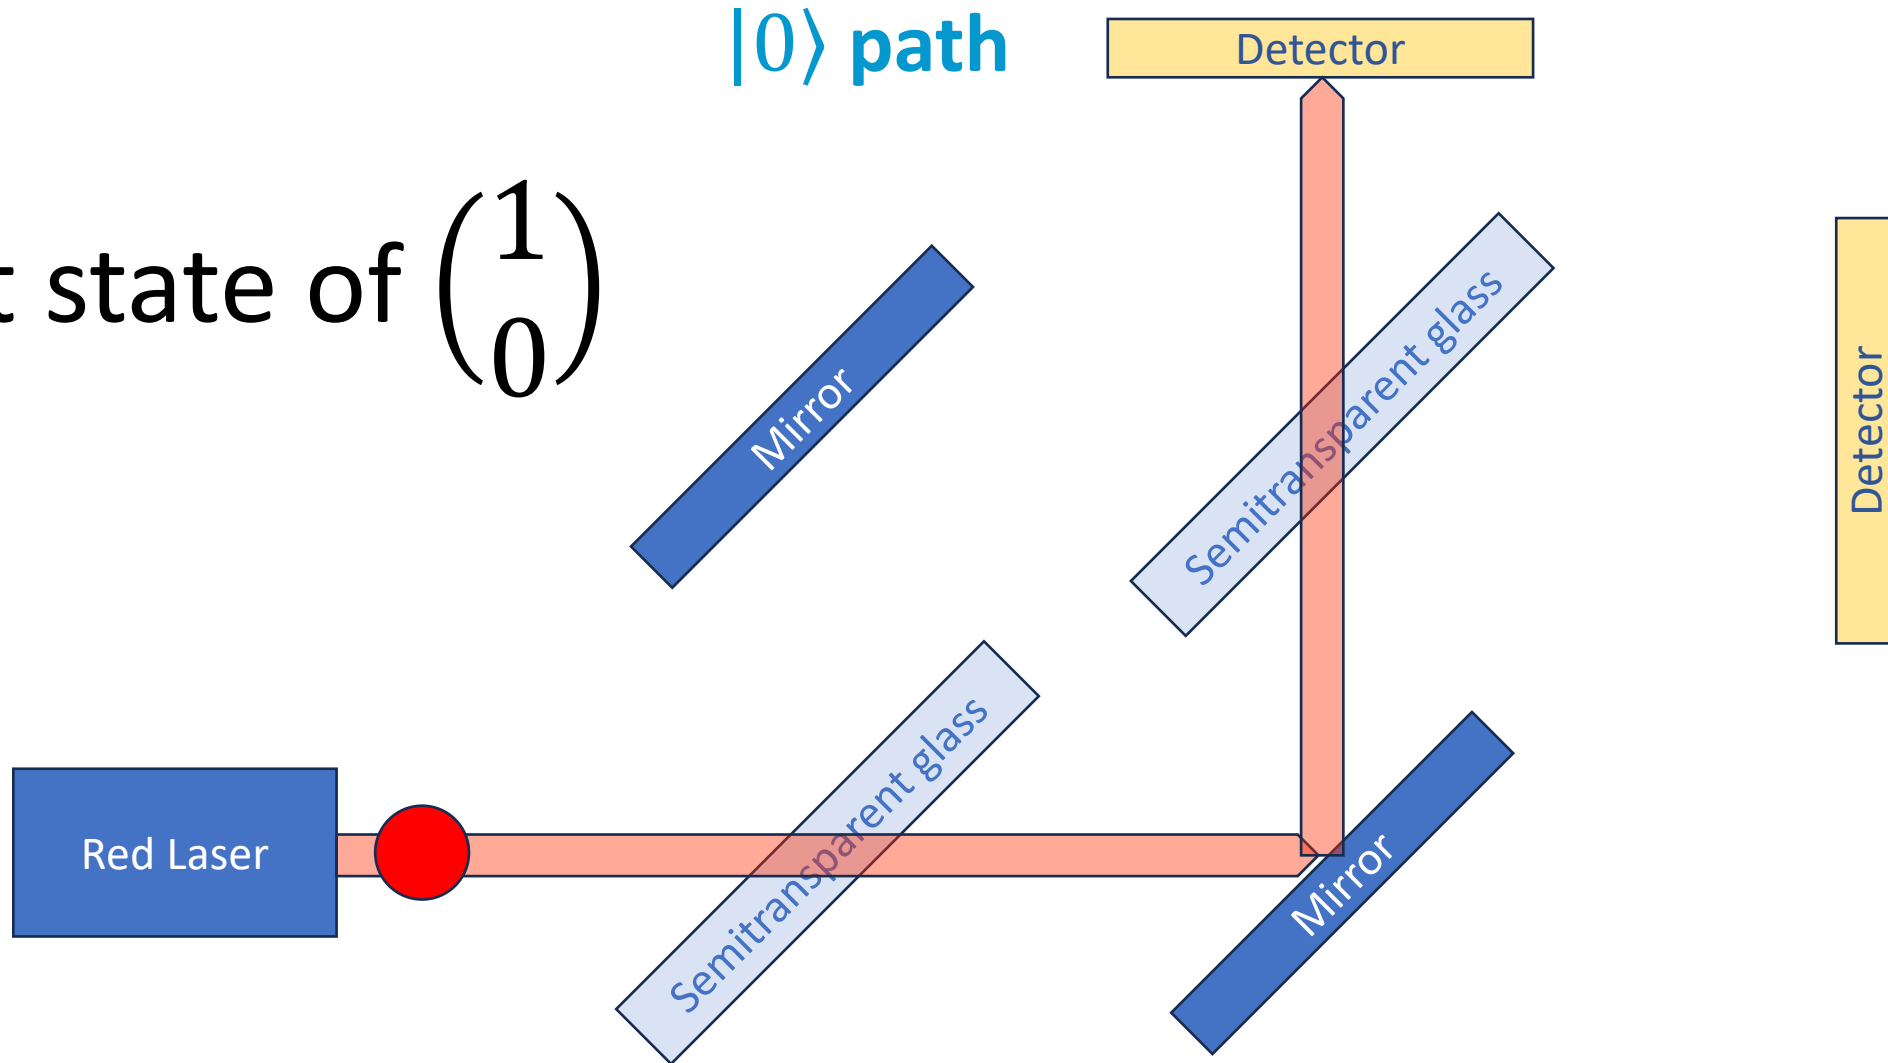 |0⟩ path
Detector
t state of (1 0)
Mirror
Semitransparent glass
Detector
Semitransparent glass
Red Laser
Mirror